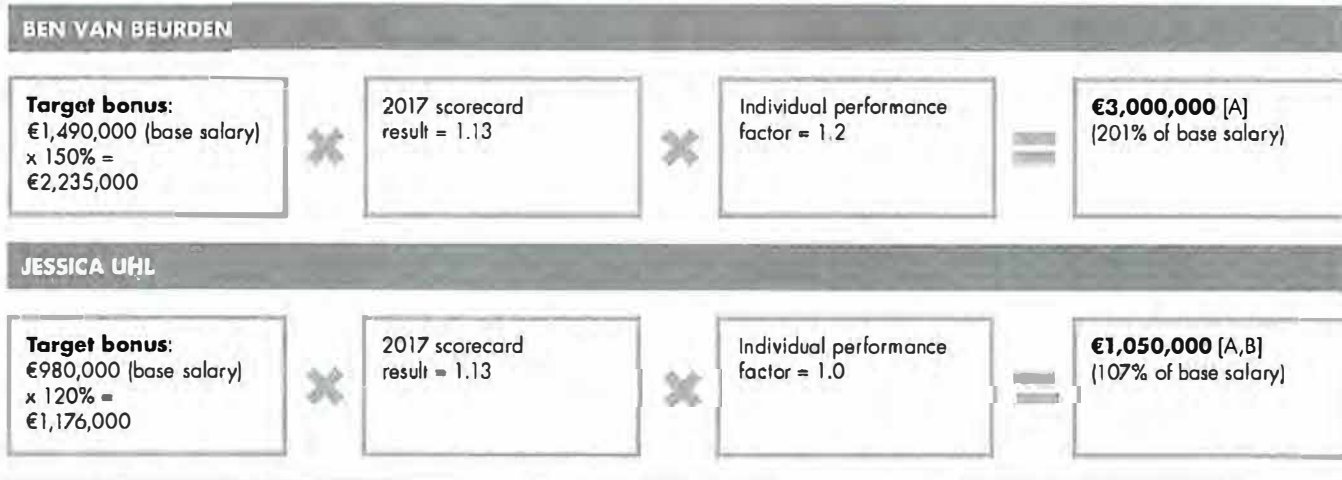 BEN VAN BEURDEN
Target bonus:
€1,490,000 (base salary)
x 150% =
€2,235,000
2017 scorecard
result = 1.13
Individual performance
factor = 1.2
€3,000,000 [A]
(201% of base salary)
JESSICA UHL
Target bonus:
€980,000 (base salary)
x 120% =
€1,176,000
2017 scorecard
result = 1.13
Individual performance
factor = 1.0
€1,050,000 [A,B]
(107% of base salary)